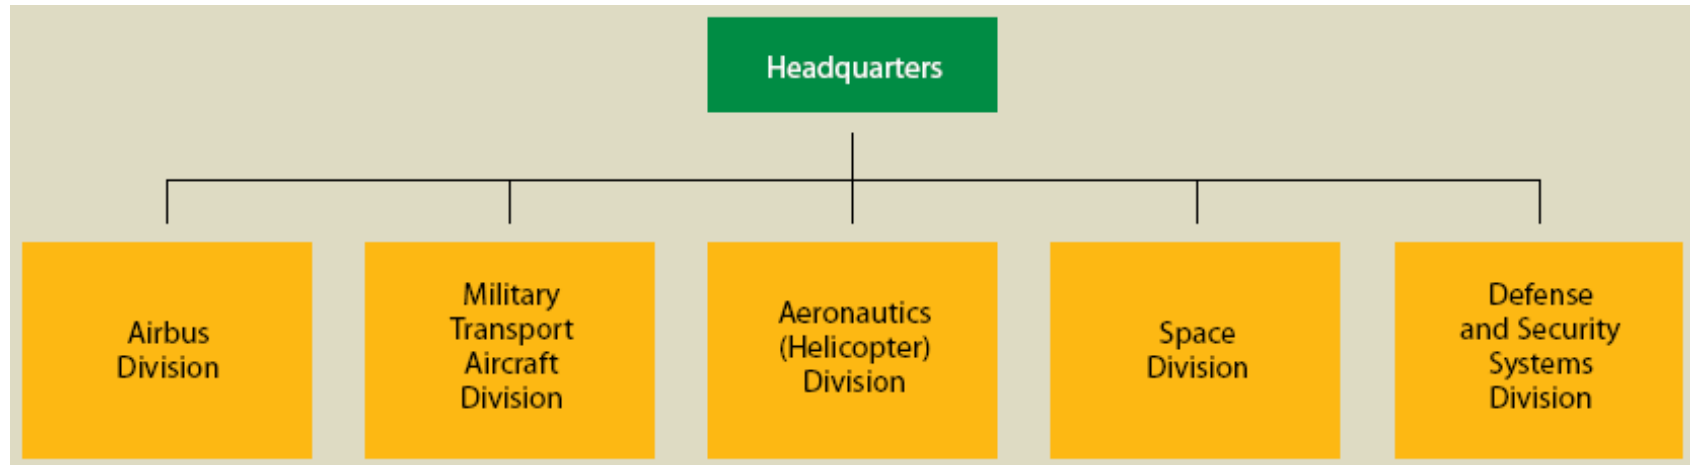 Headquarters
Airbus
Division
Military
Transport
Aircraft
Division
Aeronautics
(Helicopter)
Division
Space
Division
Defense
and Security
Systems
Division